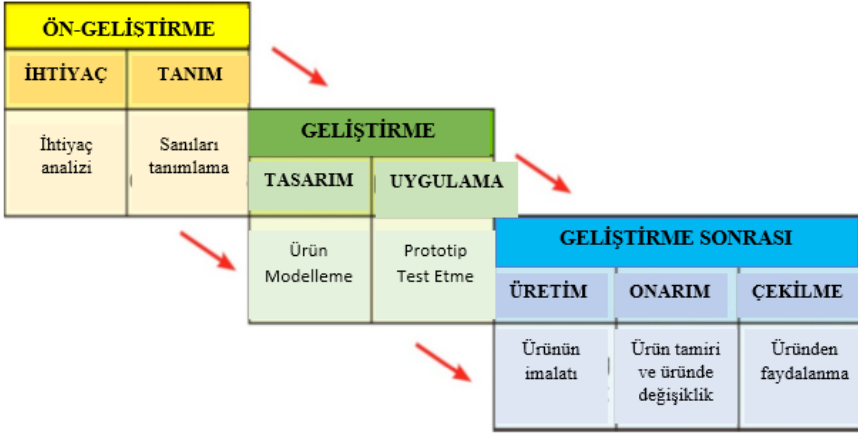 ÖN-GELİŞTİRME
İHTİYAÇ
TANIM
İhtiyaç
analizi
Sanıları
tanımlama
GELİŞTİRME
TASARIM
UYGULAMA
Ürün
Modelleme
Prototip
Test Etme
GELİŞTİRME SONRASI
ÜRETİM
ONARIM
ÇEKİLME
Ürünün
imalatı
Ürün tamiri
ve üründe
değişiklik
Üründen
faydalanma